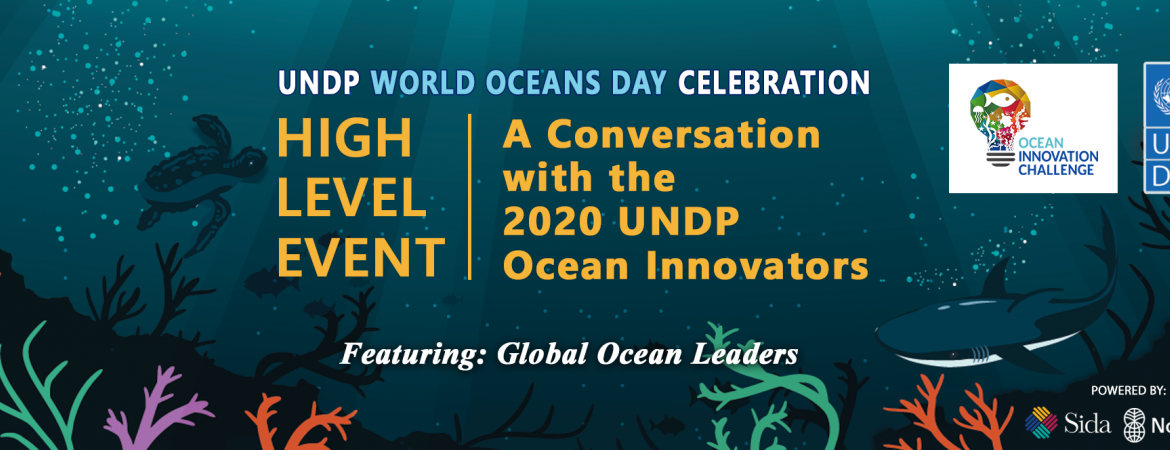 UNDP WORLD OCEANS DAY CELEBRATION
HIGH
LEVEL
EVENT
A Conversation
with the
2020 UNDP
Ocean Innovators
Featuring: Global Ocean Leaders
OCEAN
INNOVATION
CHALLENGE
U
D
POWERED BY:
Sida